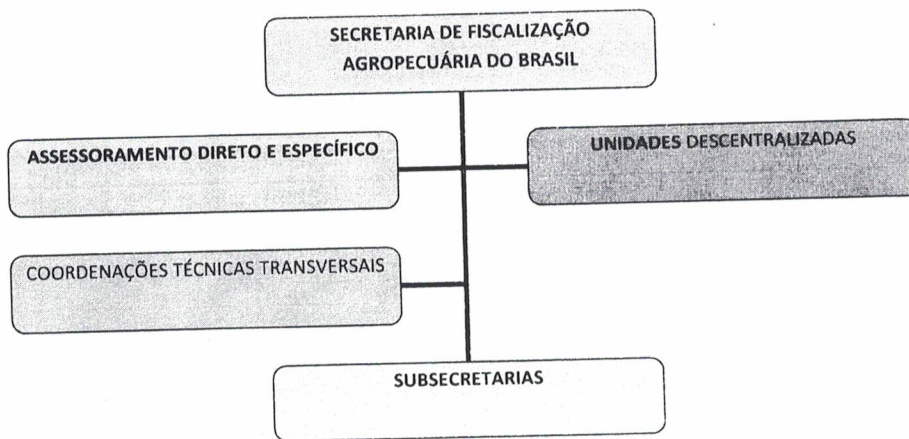 SECRETARIA DE FISCALIZAÇÃO
AGROPECUÁRIA DO BRASIL
ASSESSORAMENTO DIRETO E ESPECÍFICO
UNIDADES DESCENTRALIZADAS
COORDENAÇÕES TÉCNICAS TRANSVERSAIS
SUBSECRETARIAS